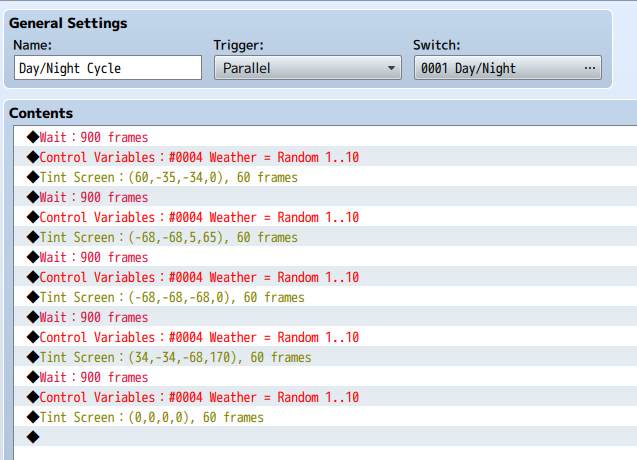 General Settings
Name: Trigger: Switch:
Day/Night Cycle Parallel 0001 Day/Night ...
Contents
◆Wait：900 frames
◆Control Variables：#0004 Weather = Random 1..10
◆Tint Screen：(60,-35,-34,0), 60 frames
◆Wait：900 frames
◆Control Variables：#0004 Weather = Random 1..10
◆Tint Screen：(-68,-68,5,65), 60 frames
◆Wait：900 frames
◆Control Variables：#0004 Weather = Random 1..10
◆Tint Screen：(-68,-68,-68,0), 60 frames
◆Wait：900 frames
◆Control Variables：#0004 Weather = Random 1..10
◆Tint Screen：(34,-34,-68,170), 60 frames
◆Wait：900 frames
◆Control Variables：#0004 Weather = Random 1..10
◆Tint Screen：(0,0,0,0), 60 frames
◆